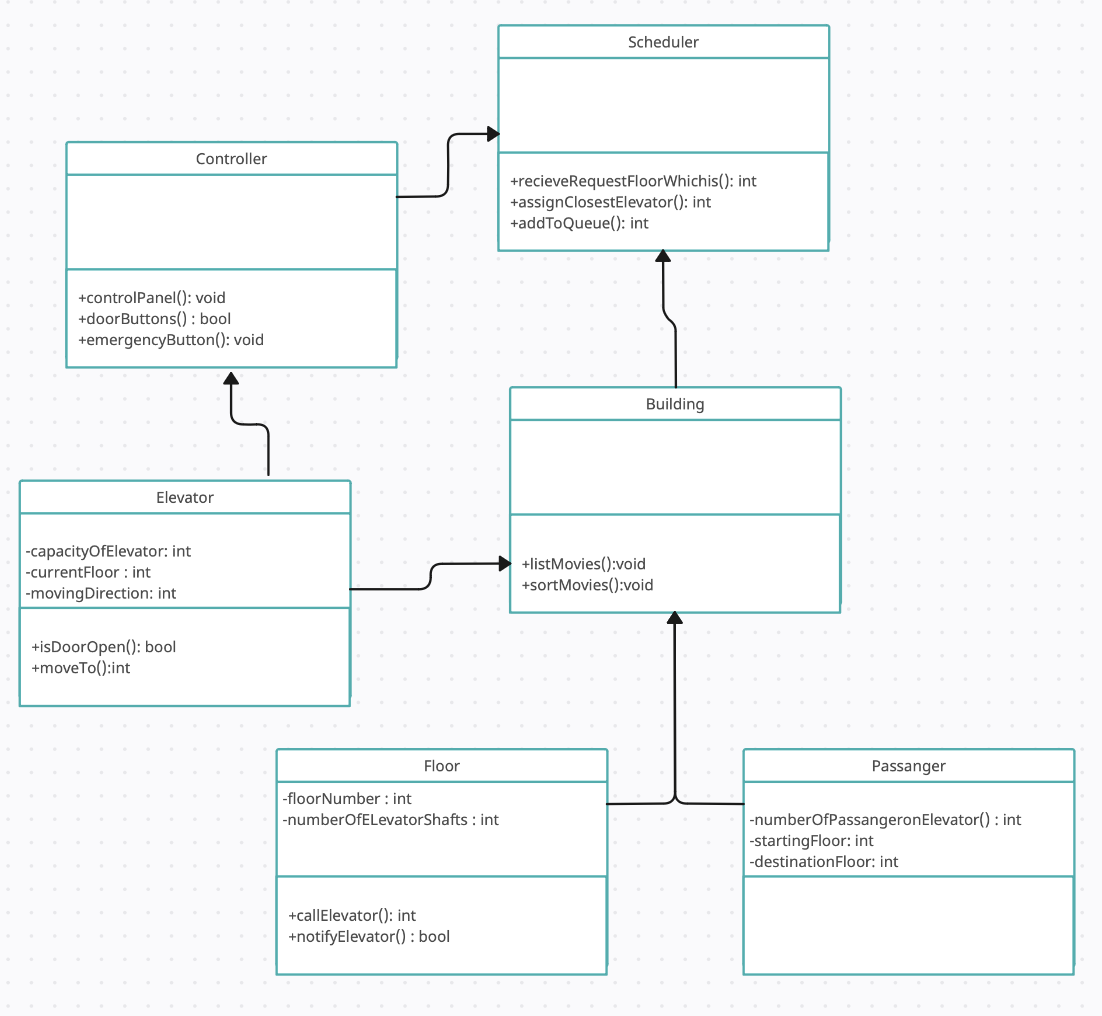 Scheduler
+recieveRequestFloorWhichis(): int
+assignClosestElevator(): int
+addToQueue(): int
Controller
+controlPanel(): void
+doorButtons() : bool
+emergencyButton(): void
Building
+listMovies():void
+sortMovies():void
Elevator
-capacityOfElevator: int
-currentFloor : int
-movingDirection: int
+isDoorOpen(): bool
+moveTo():int
Floor
-floorNumber : int
-numberOfELevatorShafts : int
+callElevator(): int
+notifyElevator() : bool
Passanger
-numberOfPassangeronElevator() : int
-startingFloor: int
-destinationFloor: int